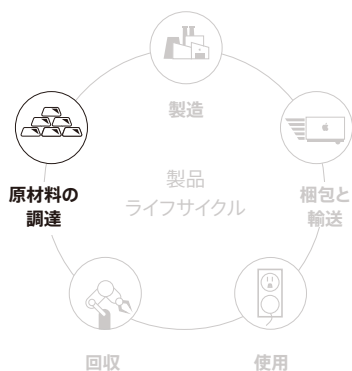 製造
原材料の
調達
製品
ライフサイクル
梱包と
輸送
回収
使用